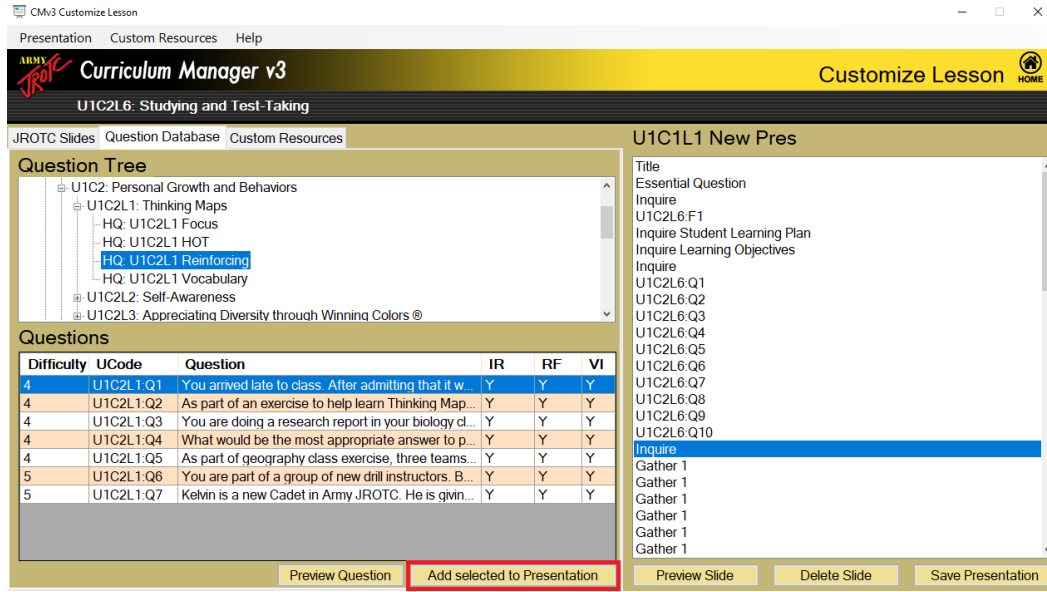 CMv3 Customize Lesson
Presentation Custom Resources Help
ARMY JROTC
Curriculum Manager v3
Customize Lesson
HOME
U1C2L6: Studying and Test-Taking
JROTC Slides Question Database Custom Resources
Question Tree
U1C2: Personal Growth and Behaviors
U1C2L1: Thinking Maps
HQ: U1C2L1 Focus
HQ: U1C2L1 HOT
HQ: U1C2L1 Reinforcing
HQ: U1C2L1 Vocabulary
U1C2L2: Self-Awareness
U1C2L3: Appreciating Diversity through Winning Colors ®
Questions
Difficulty UCode Question IR RF VI
4 U1C2L1:Q1 You arrived late to class. After admitting that it w... Y Y Y
4 U1C2L1:Q2 As part of an exercise to help learn Thinking Map... Y Y Y
4 U1C2L1:Q3 You are doing a research report in your biology cl... Y Y Y
4 U1C2L1:Q4 What would be the most appropriate answer to p... Y Y Y
4 U1C2L1:Q5 As part of geography class exercise, three teams... Y Y Y
5 U1C2L1:Q6 You are part of a group of new drill instructors. B... Y Y Y
5 U1C2L1:Q7 Kelvin is a new Cadet in Army JROTC. He is givin... Y Y Y
Preview Question Add selected to Presentation
U1C1L1 New Pres
Title
Essential Question
Inquire
U1C2L6:F1
Inquire Student Learning Plan
Inquire Learning Objectives
Inquire
U1C2L6:Q1
U1C2L6:Q2
U1C2L6:Q3
U1C2L6:Q4
U1C2L6:Q5
U1C2L6:Q6
U1C2L6:Q7
U1C2L6:Q8
U1C2L6:Q9
U1C2L6:Q10
Inquire
Gather 1
Gather 1
Gather 1
Gather 1
Gather 1
Gather 1
Preview Slide Delete Slide Save Presentation